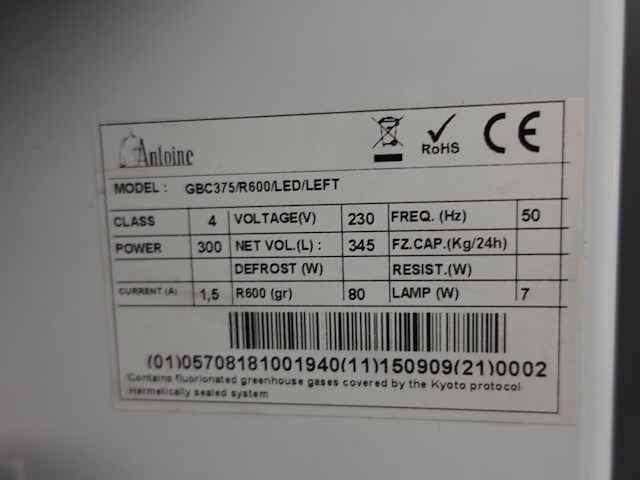 Antoine
RoHS CE
MODEL : GBC375/R600/LED/LEFT
CLASS 4 VOLTAGE(V) 230 FREQ. (Hz) 50
POWER 300 NET VOL.(L) : 345 FZ.CAP.(Kg/24h)
DEFROST (W) RESIST.(W)
CURRENT (A) 1,5 R600 (gr) 80 LAMP (W) 7
(01)05708181001940(11)150909(21)0002
Contains fluorionated greenhouse gases covered by the Kyoto protocol
Hermetically sealed system